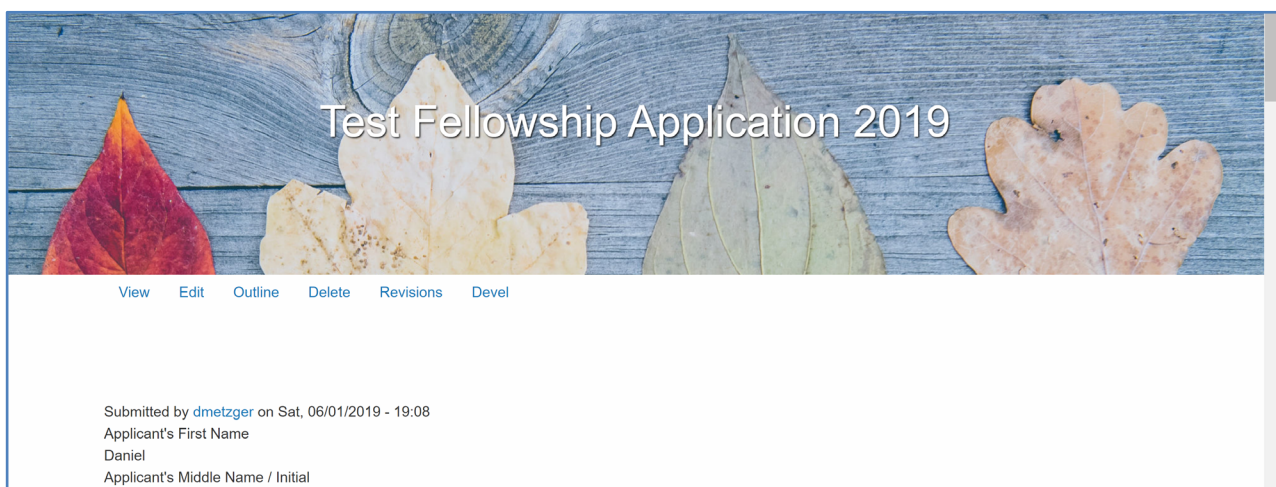 Test Fellowship Application 2019
View Edit Outline Delete Revisions Devel
Submitted by dmetzger on Sat, 06/01/2019 - 19:08
Applicant's First Name
Daniel
Applicant's Middle Name / Initial